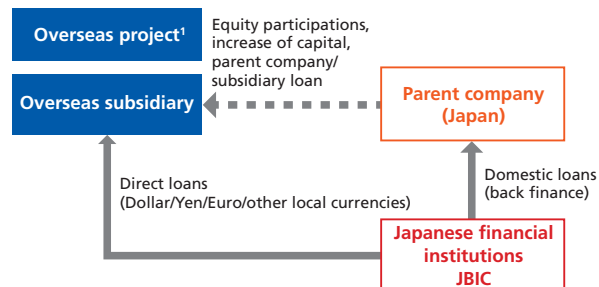 Overseas project¹
Equity participations,
increase of capital,
parent company/
subsidiary loan
Overseas subsidiary
Parent company
(Japan)
Direct loans
(Dollar/Yen/Euro/other local currencies)
Domestic loans
(back finance)
Japanese financial
institutions
JBIC